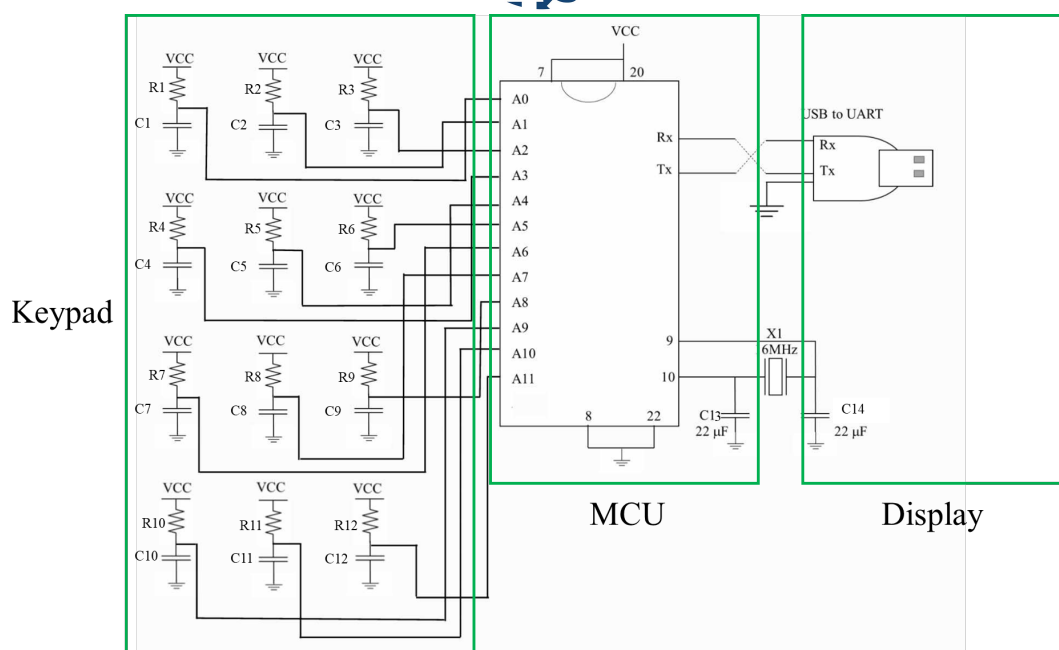 VCC VCC VCC
R1 R2 R3
C1 C2 C3
VCC VCC VCC
R4 R5 R6
C4 C5 C6
Keypad
VCC VCC VCC
R7 R8 R9
C7 C8 C9
VCC VCC VCC
R10 R11 R12
C10 C11 C12
VCC
7 20
A0
A1
A2
A3
A4
A5
A6
A7
A8
A9
A10
A11
Rx
Tx
9
10
8 22
MCU
USB to UART
Rx
Tx
X1
6MHz
C13
22 μF
C14
22 μF
Display